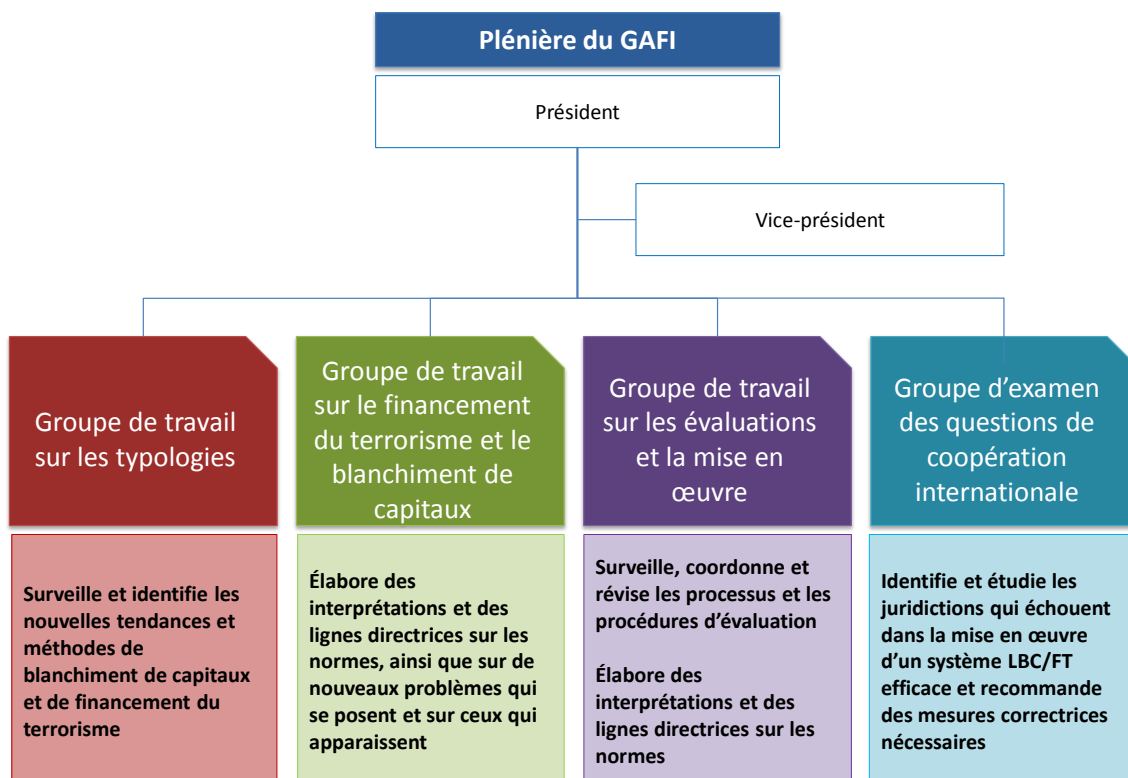 Plénière du GAFI
Président
Vice-président
Groupe de travail
sur les typologies
Groupe de travail
sur le financement
du terrorisme et le
blanchiment de
capitaux
Groupe de travail
sur les évaluations
et la mise en
œuvre
Groupe d’examen
des questions de
coopération
internationale
Surveille et identifie les
nouvelles tendances et
méthodes de
blanchiment de capitaux
et de financement du
terrorisme
Élabore des
interprétations et des
lignes directrices sur les
normes, ainsi que sur de
nouveaux problèmes qui
se posent et sur ceux qui
apparaissent
Surveille, coordonne et
révise les processus et les
procédures d’évaluation
Élabore des
interprétations et des
lignes directrices sur les
normes
Identifie et étudie les
juridictions qui échouent
dans la mise en œuvre
d’un système LBC/FT
efficace et recommande
des mesures correctrices
nécessaires